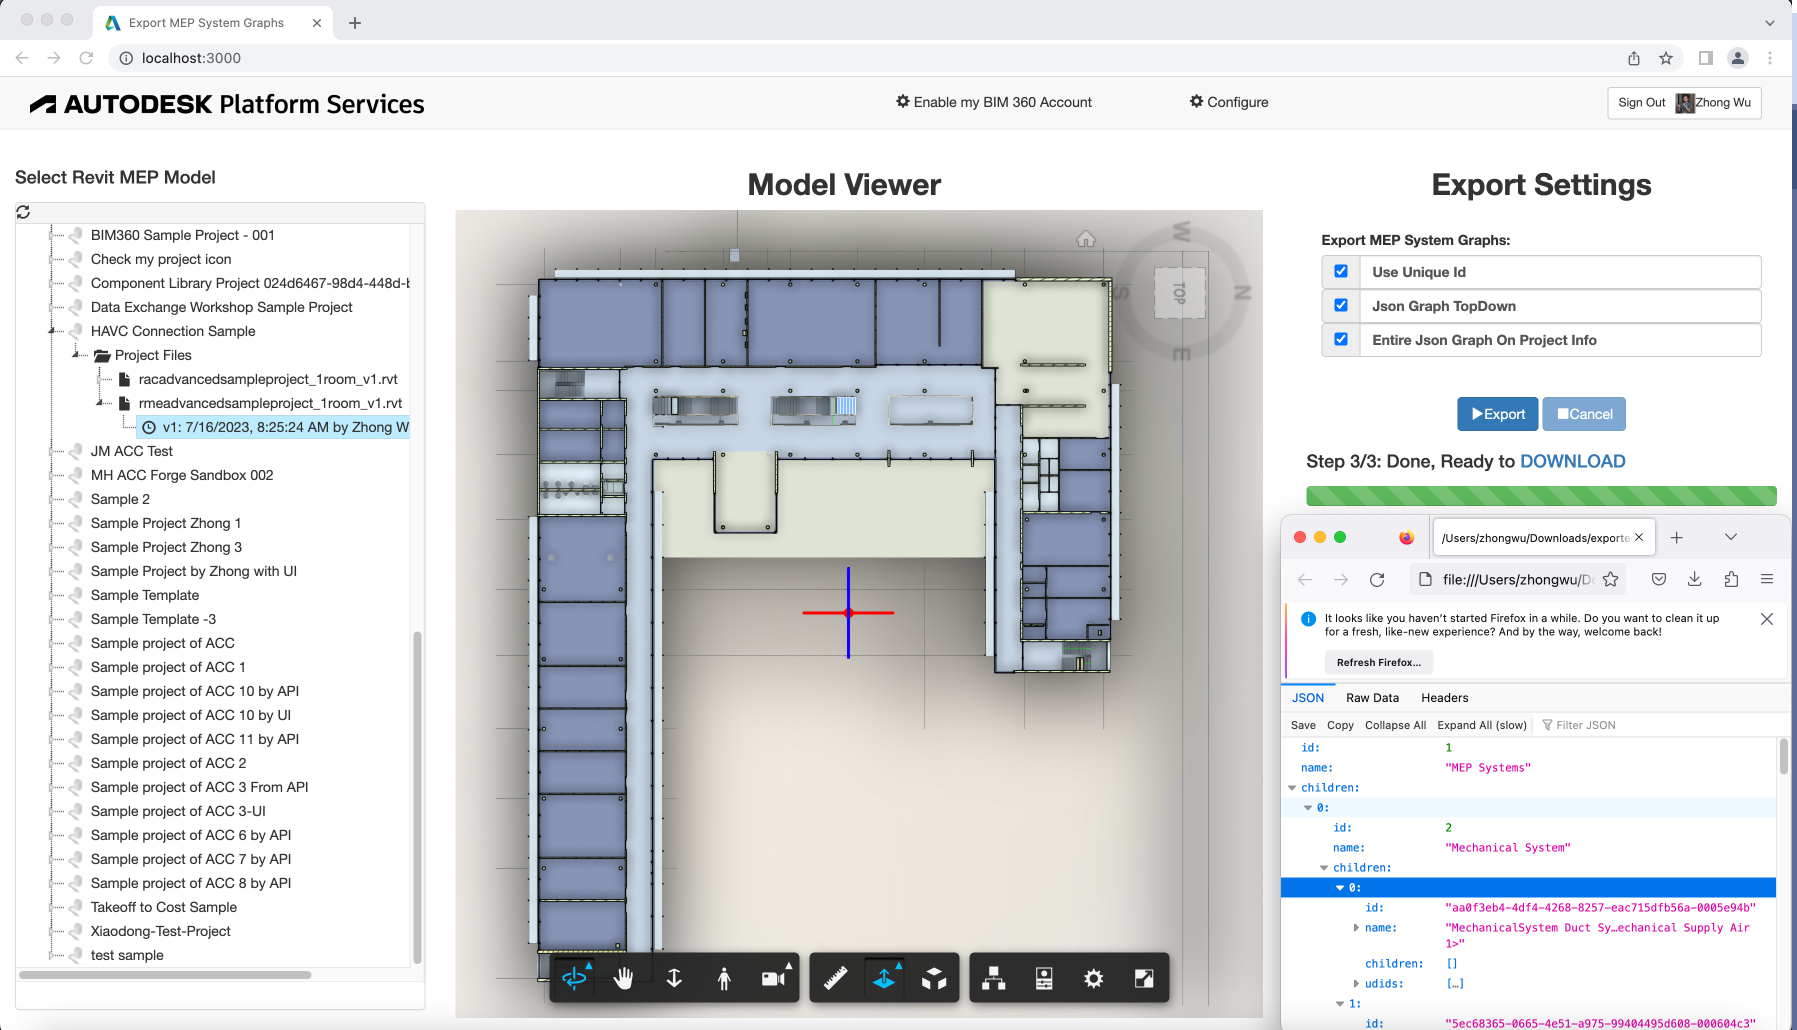 Export MEP System Graphs
localhost:3000
AUTODESK Platform Services
Enable my BIM 360 Account
Configure
Sign Out Zhong Wu
Select Revit MEP Model
BIM360 Sample Project - 001
Check my project icon
Component Library Project 024d6467-98d4-448d-b
Data Exchange Workshop Sample Project
HAVC Connection Sample
Project Files
racadvancedsampleproject_1room_v1.rvt
rmeadvancedsampleproject_1room_v1.rvt
v1: 7/16/2023, 8:25:24 AM by Zhong W
JM ACC Test
MH ACC Forge Sandbox 002
Sample 2
Sample Project Zhong 1
Sample Project Zhong 3
Sample Project by Zhong with UI
Sample Template
Sample Template -3
Sample project of ACC
Sample project of ACC 1
Sample project of ACC 10 by API
Sample project of ACC 10 by UI
Sample project of ACC 11 by API
Sample project of ACC 2
Sample project of ACC 3 From API
Sample project of ACC 3-UI
Sample project of ACC 6 by API
Sample project of ACC 7 by API
Sample project of ACC 8 by API
Takeoff to Cost Sample
Xiaodong-Test-Project
test sample
Model Viewer
W
S
TOP
N
E
Export Settings
Export MEP System Graphs:
Use Unique Id
Json Graph TopDown
Entire Json Graph On Project Info
Export
Cancel
Step 3/3: Done, Ready to DOWNLOAD
/Users/zhongwu/Downloads/exporte
file:///Users/zhongwu/Do
It looks like you haven't started Firefox in a while. Do you want to clean it up
for a fresh, like-new experience? And by the way, welcome back!
Refresh Firefox...
JSON Raw Data Headers
Save Copy Collapse All Expand All (slow) Filter JSON
id: 1
name: "MEP Systems"
children:
0:
id: 2
name: "Mechanical System"
children:
0:
id: "aa0f3eb4-4df4-4268-8257-eac715dfb56a-0005e94b"
name: "MechanicalSystem Duct Sy…echanical Supply Air
1>"
children: []
udids: […]
1:
id: "5ec68365-0665-4e51-a975-99404495d608-000604c3"